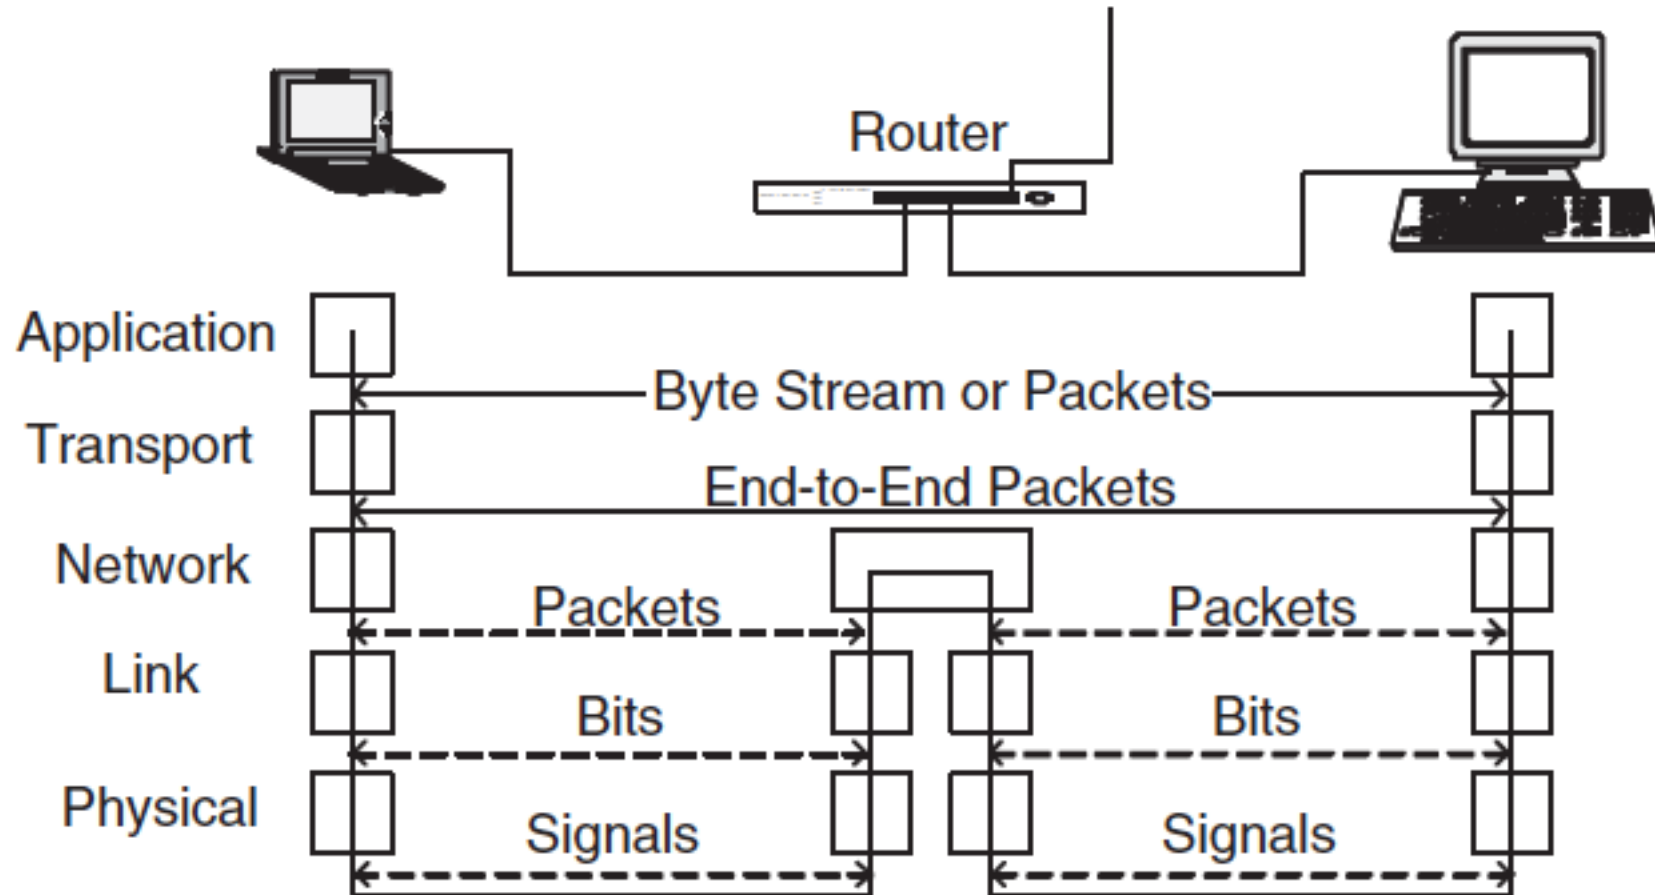 Router
Application
Byte Stream or Packets
Transport
End-to-End Packets
Network
Packets
Packets
Link
Bits
Bits
Physical
Signals
Signals